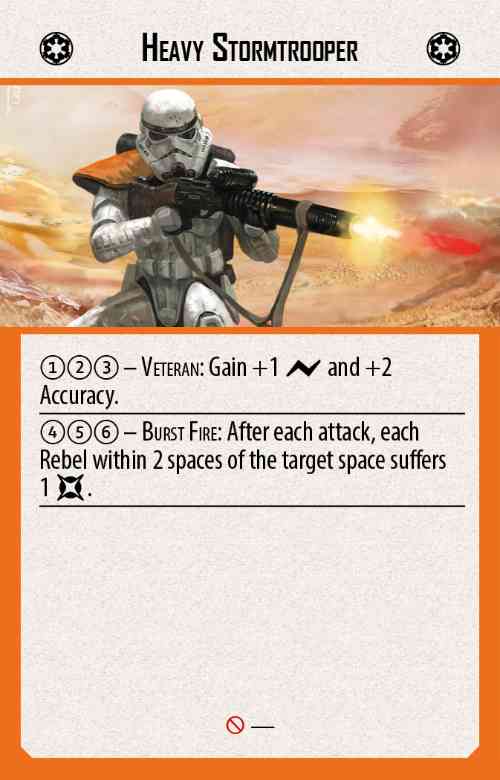 Heavy Stormtrooper
①②③ – Veteran: Gain +1 and +2
Accuracy.
④⑤⑥ – Burst Fire: After each attack, each
Rebel within 2 spaces of the target space suffers
1 .
—